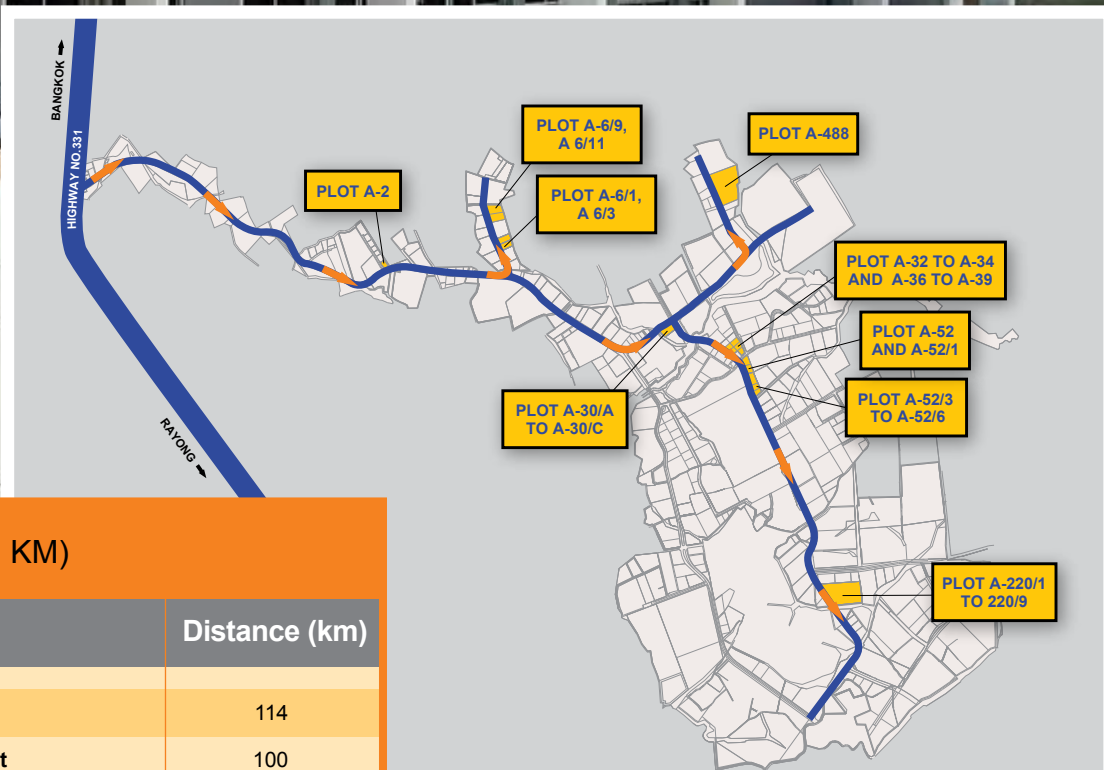 BANGKOK
HIGHWAY NO.331
RAYONG
PLOT A-2
PLOT A-6/9,
A 6/11
PLOT A-6/1,
A 6/3
PLOT A-488
PLOT A-32 TO A-34
AND A-36 TO A-39
PLOT A-52
AND A-52/1
PLOT A-52/3
TO A-52/6
PLOT A-30/A
TO A-30/C
PLOT A-220/1
TO 220/9
KM)
Distance (km)
114
t 100